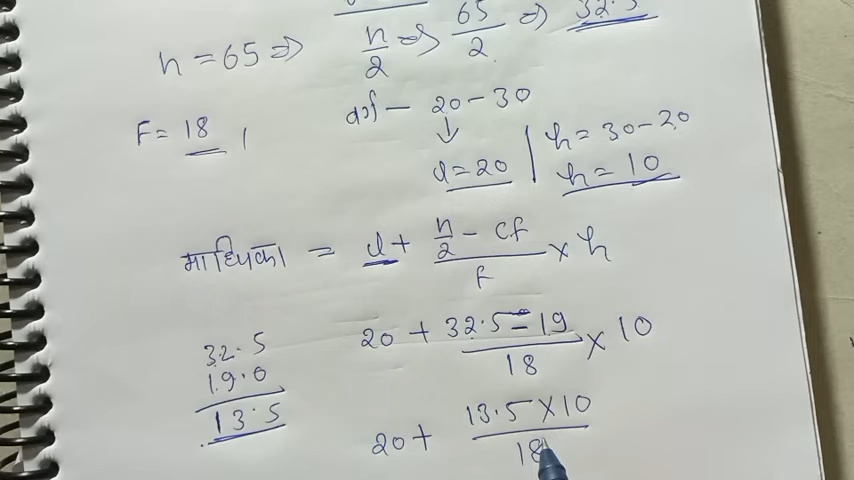 n = 65 ⇒ n/2 ⇒ 65/2 ⇒ 32.5
वर्ग - 20-30
F = 18
↓
l = 20
h = 30-20
h = 10
माध्यिका = l + (n/2 - cf)/f × h
20 + (32.5 - 19)/18 × 10
32.5
19.0
13.5
20 + (13.5 × 10)/18